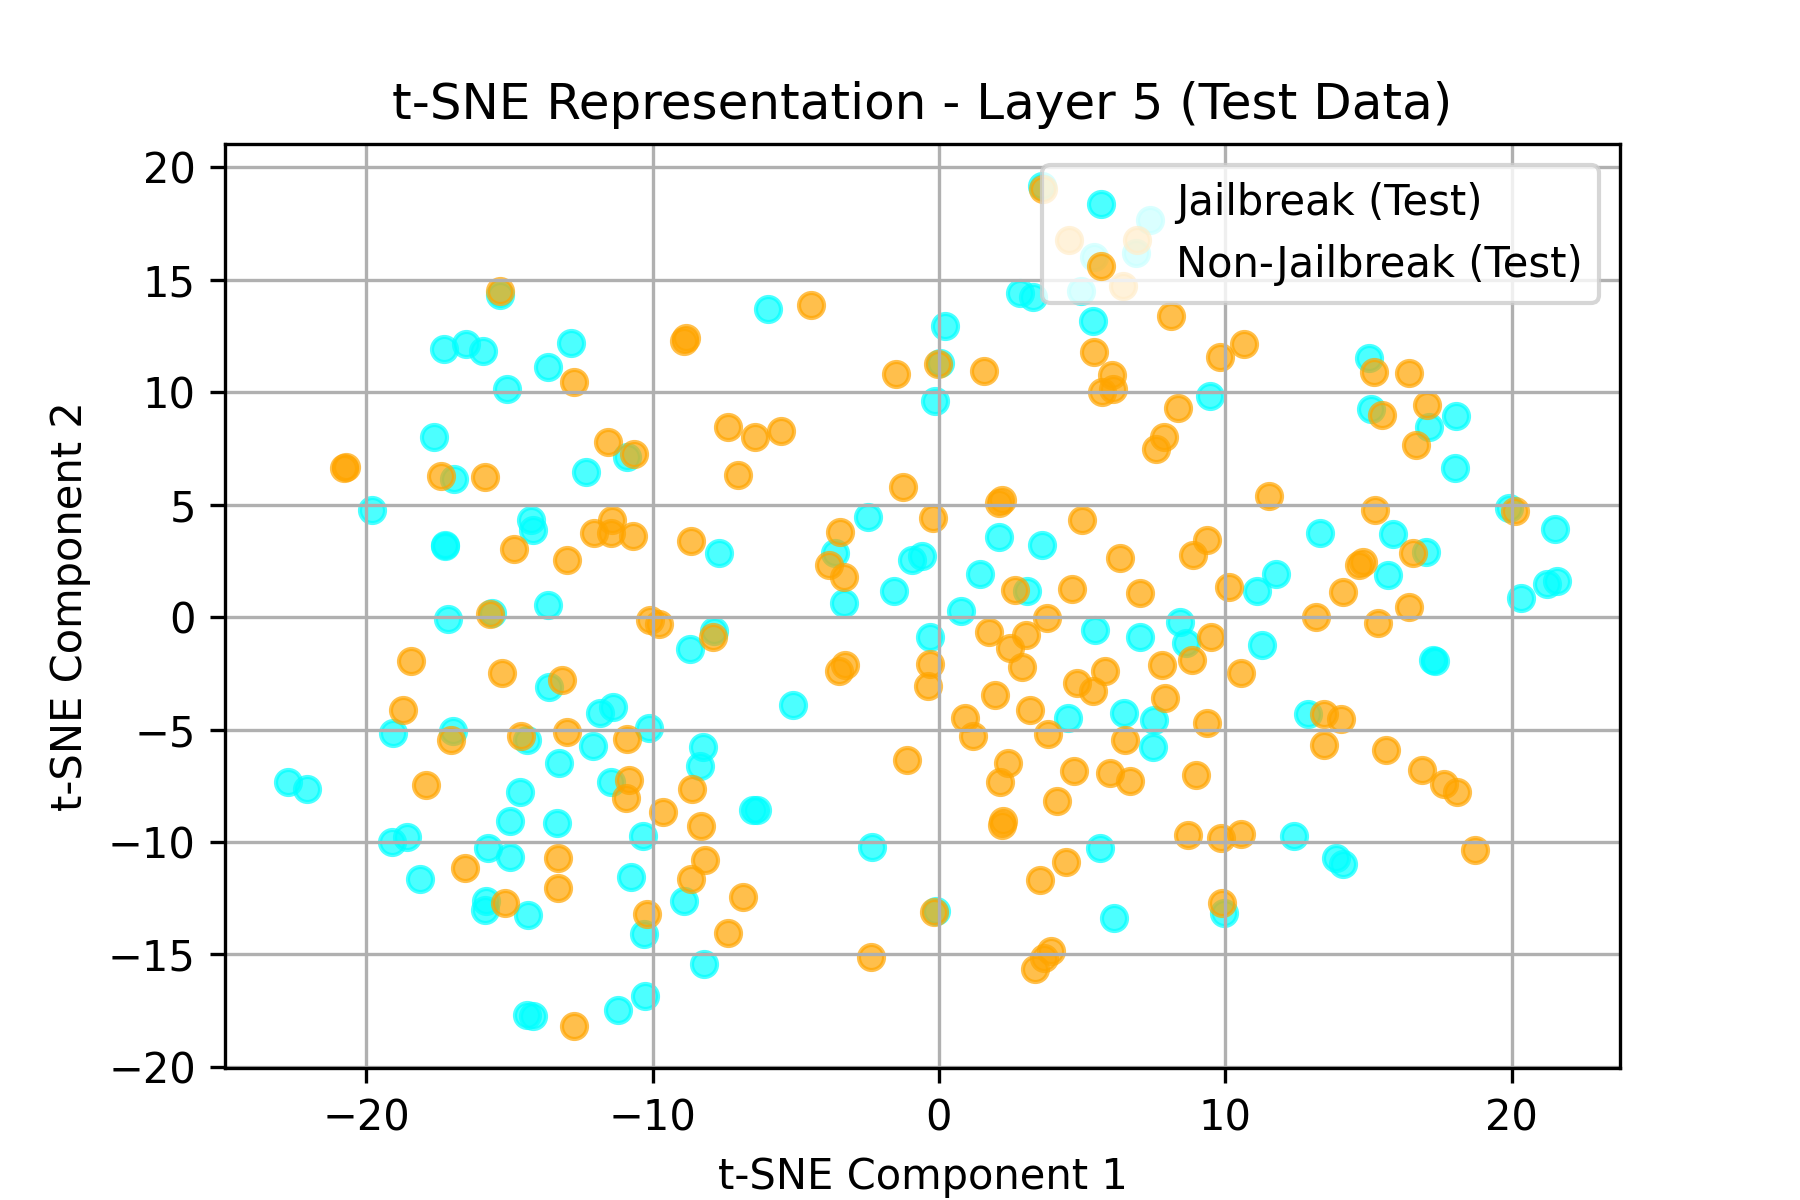 t-SNE Representation - Layer 5 (Test Data)
Jailbreak (Test)
Non-Jailbreak (Test)
20
15
10
5
0
−5
−10
−15
−20
t-SNE Component 2
−20
−10
0
10
20
t-SNE Component 1